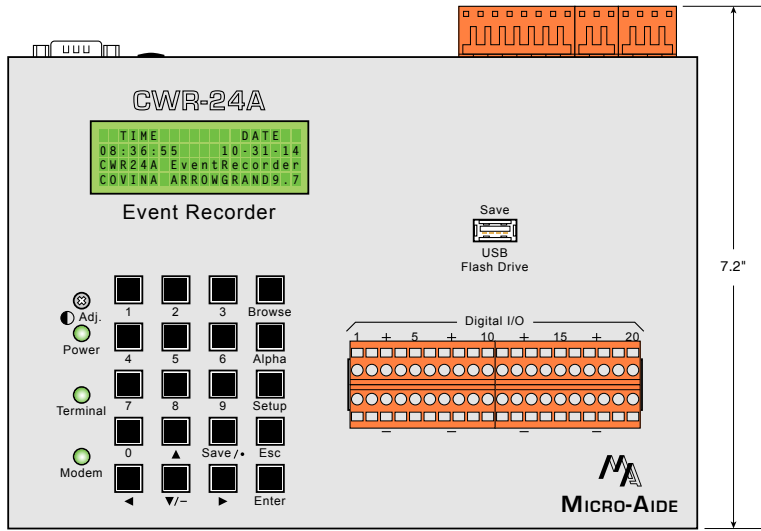 CWR-24A
TIME DATE
08:36:55 10-31-14
CWR24A EventRecorder
COVINA ARROWGRAND9.7
Event Recorder
Save
USB
Flash Drive
7.2"
Digital I/O
1 + 5 + 10 + 15 + 20
– – – –
Adj.
Power
Terminal
Modem
1 2 3 Browse
4 5 6 Alpha
7 8 9 Setup
0 ▲ Save/• Esc
◄ ▼/– ► Enter
MA
MICRO-AIDE